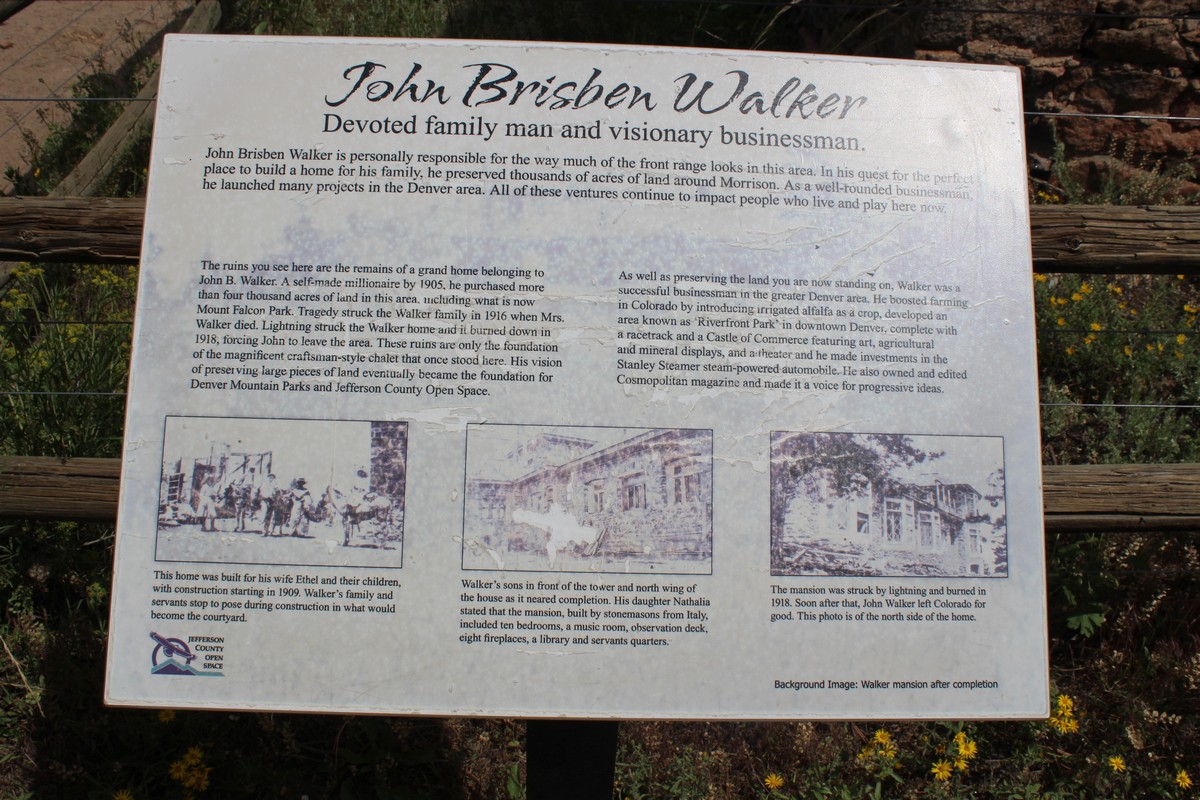 John Brisben Walker
Devoted family man and visionary businessman.
John Brisben Walker is personally responsible for the way much of the front range looks in this area. In his quest for the perfect
place to build a home for his family, he preserved thousands of acres of land around Morrison. As a well-rounded businessman,
he launched many projects in the Denver area. All of these ventures continue to impact people who live and play here now.
The ruins you see here are the remains of a grand home belonging to
John B. Walker. A self-made millionaire by 1905, he purchased more
than four thousand acres of land in this area, including what is now
Mount Falcon Park. Tragedy struck the Walker family in 1916 when Mrs.
Walker died. Lightning struck the Walker home and it burned down in
1918, forcing John to leave the area. These ruins are only the foundation
of the magnificent craftsman-style chalet that once stood here. His vision
of preserving large pieces of land eventually became the foundation for
Denver Mountain Parks and Jefferson County Open Space.
As well as preserving the land you are now standing on, Walker was a
successful businessman in the greater Denver area. He boosted farming
in Colorado by introducing irrigated alfalfa as a crop, developed an
area known as 'Riverfront Park' in downtown Denver, complete with
a racetrack and a Castle of Commerce featuring art, agricultural
and mineral displays, and a theater and he made investments in the
Stanley Steamer steam-powered automobile. He also owned and edited
Cosmopolitan magazine and made it a voice for progressive ideas.
This home was built for his wife Ethel and their children,
with construction starting in 1909. Walker's family and
servants stop to pose during construction in what would
become the courtyard.
Walker's sons in front of the tower and north wing of
the house as it neared completion. His daughter Nathalia
stated that the mansion, built by stonemasons from Italy,
included ten bedrooms, a music room, observation deck,
eight fireplaces, a library and servants quarters.
The mansion was struck by lightning and burned in
1918. Soon after that, John Walker left Colorado for
good. This photo is of the north side of the home.
JEFFERSON
COUNTY
OPEN
SPACE
Background Image: Walker mansion after completion